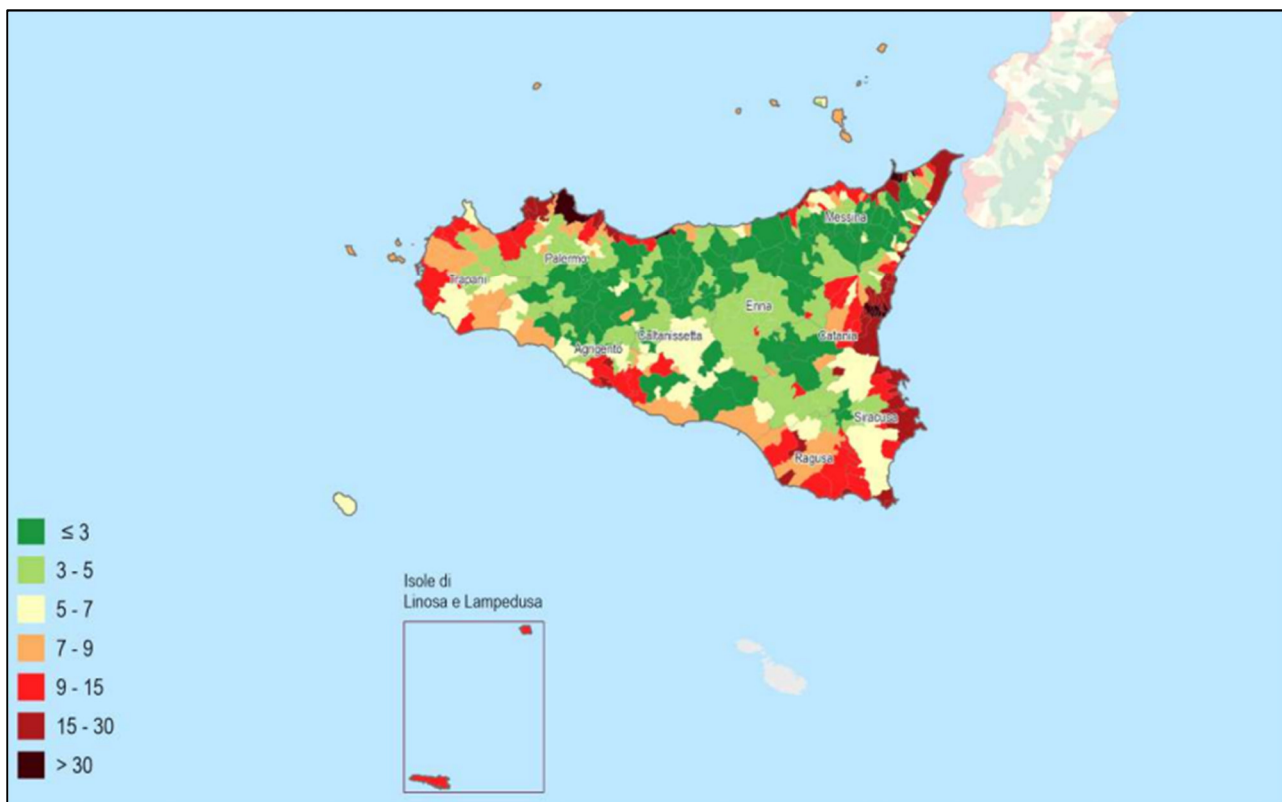 Messina
Palermo
Trapani
Enna
Caltanissetta
Catania
Agrigento
Siracusa
Ragusa
≤ 3
3 - 5
5 - 7
7 - 9
9 - 15
15 - 30
> 30
Isole di
Linosa e Lampedusa